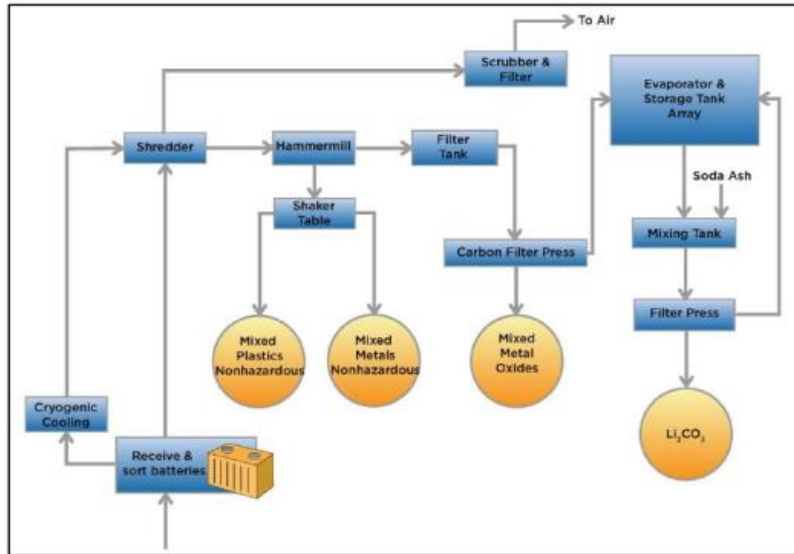 To Air
Scrubber &
Filter
Evaporator &
Storage Tank
Array
Shredder
Hammermill
Filter
Tank
Soda Ash
Shaker
Table
Mixing Tank
Carbon Filter Press
Filter Press
Mixed
Plastics
Nonhazardous
Mixed
Metals
Nonhazardous
Mixed
Metal
Oxides
Cryogenic
Cooling
Li₂CO₃
Receive &
sort batteries